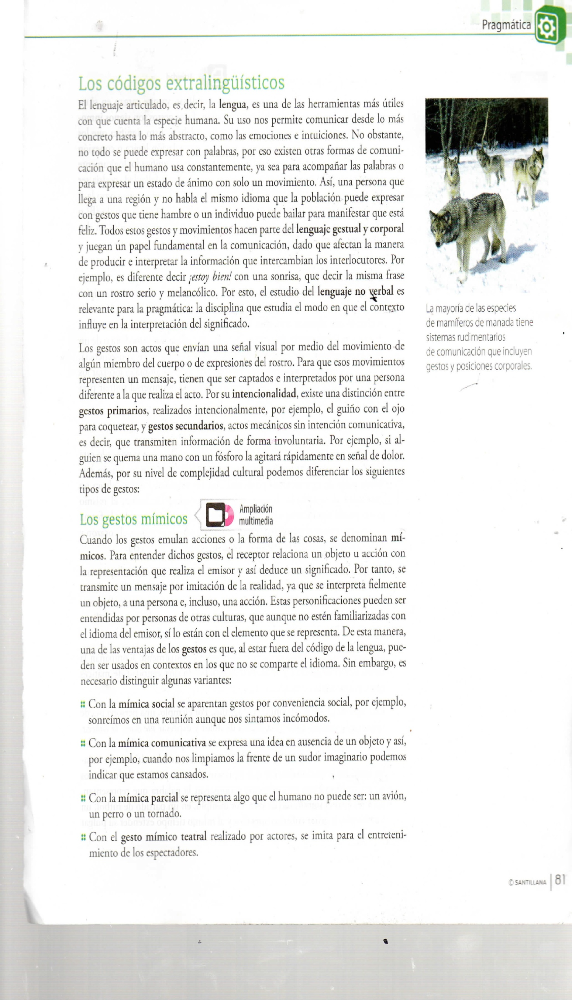 Pragmática
Los códigos extralingüísticos
El lenguaje articulado, es decir, la lengua, es una de las herramientas más útiles
con que cuenta la especie humana. Su uso nos permite comunicar desde lo más
concreto hasta lo más abstracto, como las emociones e intuiciones. No obstante,
no todo se puede expresar con palabras, por eso existen otras formas de comuni-
cación que el humano usa constantemente, ya sea para acompañar las palabras o
para expresar un estado de ánimo con solo un movimiento. Así, una persona que
llega a una región y no habla el mismo idioma que la población puede expresar
con gestos que tiene hambre o un individuo puede bailar para manifestar que está
feliz. Todos estos gestos y movimientos hacen parte del lenguaje gestual y corporal
y juegan un papel fundamental en la comunicación, dado que afectan la manera
de producir e interpretar la información que intercambian los interlocutores. Por
ejemplo, es diferente decir ¡estoy bien! con una sonrisa, que decir la misma frase
con un rostro serio y melancólico. Por esto, el estudio del lenguaje no verbal es
relevante para la pragmática: la disciplina que estudia el modo en que el contexto
influye en la interpretación del significado.
Los gestos son actos que envían una señal visual por medio del movimiento de
algún miembro del cuerpo o de expresiones del rostro. Para que esos movimientos
representen un mensaje, tienen que ser captados e interpretados por una persona
diferente a la que realiza el acto. Por su intencionalidad, existe una distinción entre
gestos primarios, realizados intencionalmente, por ejemplo, el guiño con el ojo
para coquetear, y gestos secundarios, actos mecánicos sin intención comunicativa,
es decir, que transmiten información de forma involuntaria. Por ejemplo, si al-
guien se quema una mano con un fósforo la agitará rápidamente en señal de dolor.
Además, por su nivel de complejidad cultural podemos diferenciar los siguientes
tipos de gestos:
Los gestos mímicos
Ampliación
multimedia
Cuando los gestos emulan acciones o la forma de las cosas, se denominan mí-
micos. Para entender dichos gestos, el receptor relaciona un objeto u acción con
la representación que realiza el emisor y así deduce un significado. Por tanto, se
transmite un mensaje por imitación de la realidad, ya que se interpreta fielmente
un objeto, a una persona e, incluso, una acción. Estas personificaciones pueden ser
entendidas por personas de otras culturas, que aunque no estén familiarizadas con
el idioma del emisor, sí lo están con el elemento que se representa. De esta manera,
una de las ventajas de los gestos es que, al estar fuera del código de la lengua, pue-
den ser usados en contextos en los que no se comparte el idioma. Sin embargo, es
necesario distinguir algunas variantes:
Con la mímica social se aparentan gestos por conveniencia social, por ejemplo,
sonreímos en una reunión aunque nos sintamos incómodos.
Con la mímica comunicativa se expresa una idea en ausencia de un objeto y así,
por ejemplo, cuando nos limpiamos la frente de un sudor imaginario podemos
indicar que estamos cansados.
Con la mímica parcial se representa algo que el humano no puede ser: un avión,
un perro o un tornado.
Con el gesto mímico teatral realizado por actores, se imita para el entreteni-
miento de los espectadores.
La mayoría de las especies
de mamíferos de manada tiene
sistemas rudimentarios
de comunicación que incluyen
gestos y posiciones corporales.
© SANTILLANA 81